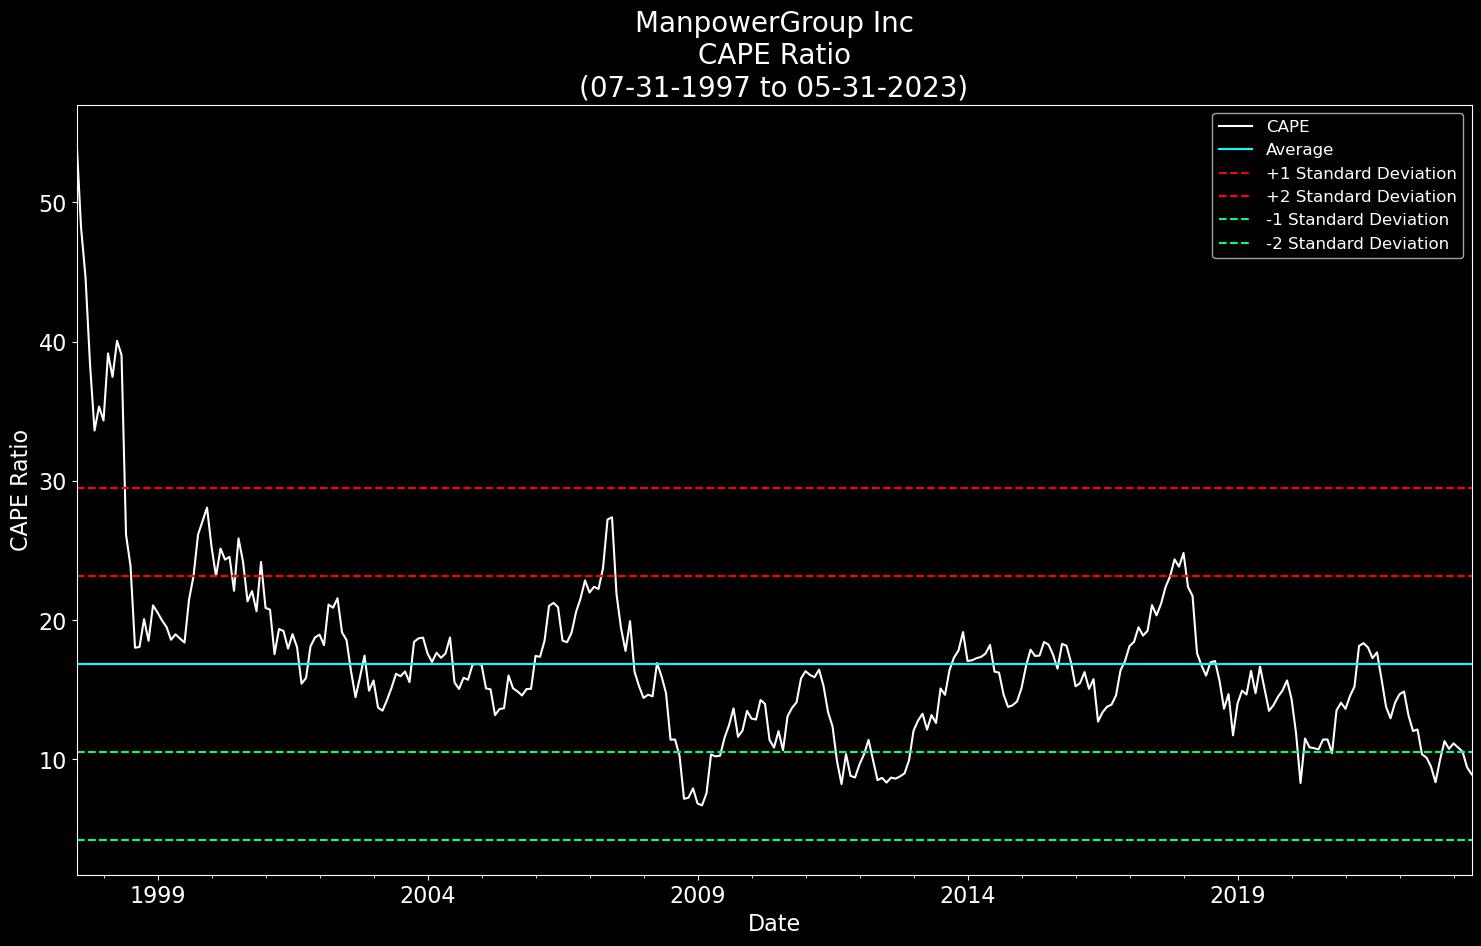 ManpowerGroup Inc
CAPE Ratio
(07-31-1997 to 05-31-2023)
CAPE
Average
+1 Standard Deviation
+2 Standard Deviation
-1 Standard Deviation
-2 Standard Deviation
CAPE Ratio
50
40
30
20
10
1999 2004 2009 2014 2019
Date